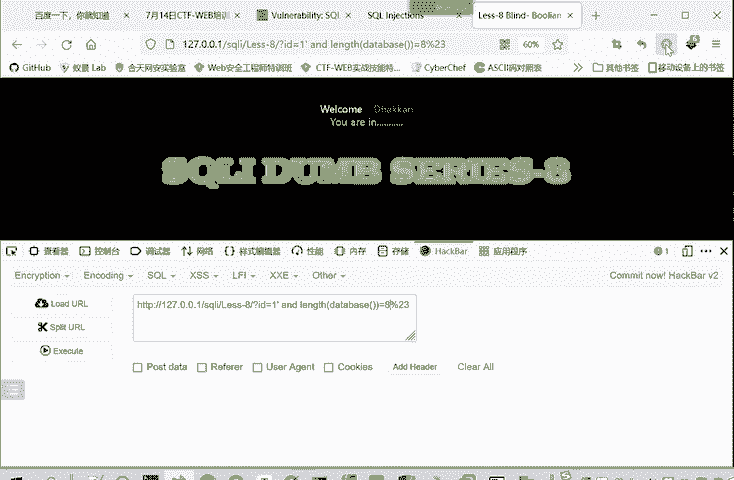 百度一下，你就知道
7月14日CTF-WEB培训
Vulnerability: SQL
SQL Injections
Less-8 Blind- Boolian
127.0.0.1/sqli/Less-8/?id=1' and length(database())=8%23
60%
GitHub
蚁景 Lab
合天网安实验室
Web安全工程师特训班
CTF-WEB实战技能特...
CyberChef
ASCII码对照表
其他书签
移动设备上的书签
Welcome Dhakkan
You are in...........
SQLI DUMB SERIES-8
查看器
控制台
调试器
网络
样式编辑器
性能
内存
存储
HackBar
应用程序
1
Encryption
Encoding
SQL
XSS
LFI
XXE
Other
Commit now! HackBar v2
Load URL
Split URL
Execute
http://127.0.0.1/sqli/Less-8/?id=1' and length(database())=8%23
Post data
Referer
User Agent
Cookies
Add Header
Clear All